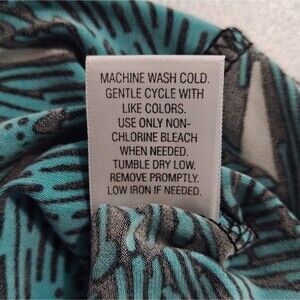 MACHINE WASH COLD.
GENTLE CYCLE WITH
LIKE COLORS.
USE ONLY NON-
CHLORINE BLEACH
WHEN NEEDED.
TUMBLE DRY LOW.
REMOVE PROMPTLY.
LOW IRON IF NEEDED.